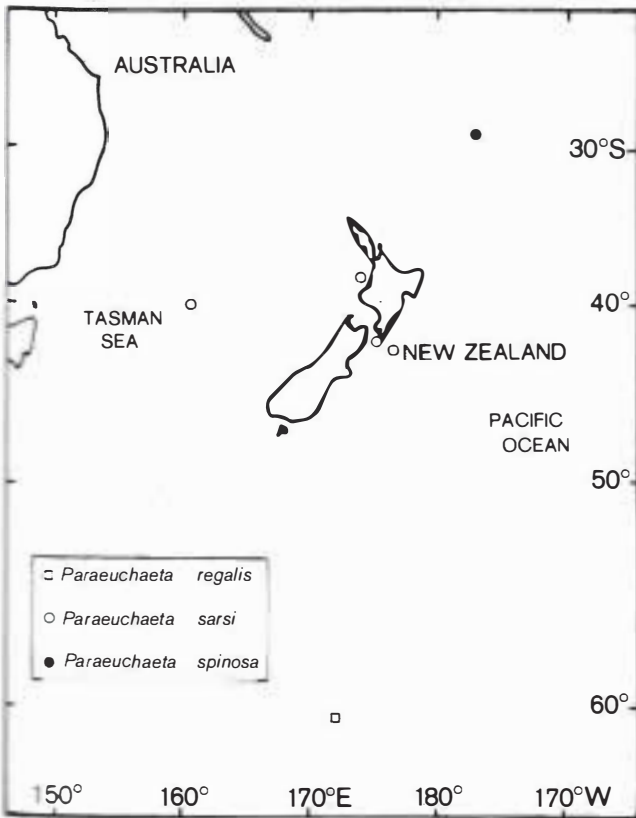 AUSTRALIA
30°S
40°
TASMAN
SEA
NEW ZEALAND
PACIFIC
OCEAN
50°
Paraeuchaeta regalis
Paraeuchaeta sarsi
Paraeuchaeta spinosa
60°
150° 160° 170°E 180° 170°W